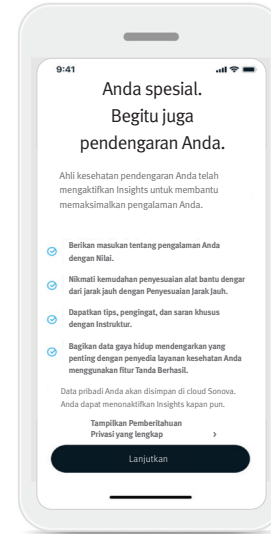 9:41
Anda spesial.
Begitu juga
pendengaran Anda.
Ahli kesehatan pendengaran Anda telah
mengaktifkan Insights untuk membantu
memaksimalkan pengalaman Anda.
Berikan masukan tentang pengalaman Anda
dengan Nilai.
Nikmati kemudahan penyesuaian alat bantu dengar
dari jarak jauh dengan Penyesuaian Jarak Jauh.
Dapatkan tips, pengingat, dan saran khusus
dengan Instruktur.
Bagikan data gaya hidup mendengarkan yang
penting dengan penyedia layanan kesehatan Anda
menggunakan fitur Tanda Berhasil.
Data pribadi Anda akan disimpan di cloud Sonova.
Anda dapat menonaktifkan Insights kapan pun.
Tampilkan Pemberitahuan
Privasi yang lengkap >
Lanjutkan